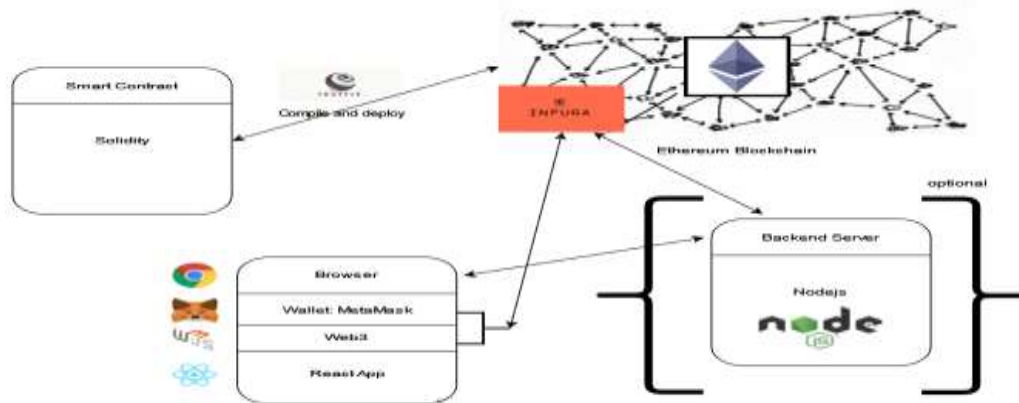 Smart Contract
Solidity
TRUFFLE
Compile and deploy
INFURA
Ethereum Blockchain
optional
Backend Server
Nodejs
node
JS
Browser
Wallet: MetaMask
Web3
React App